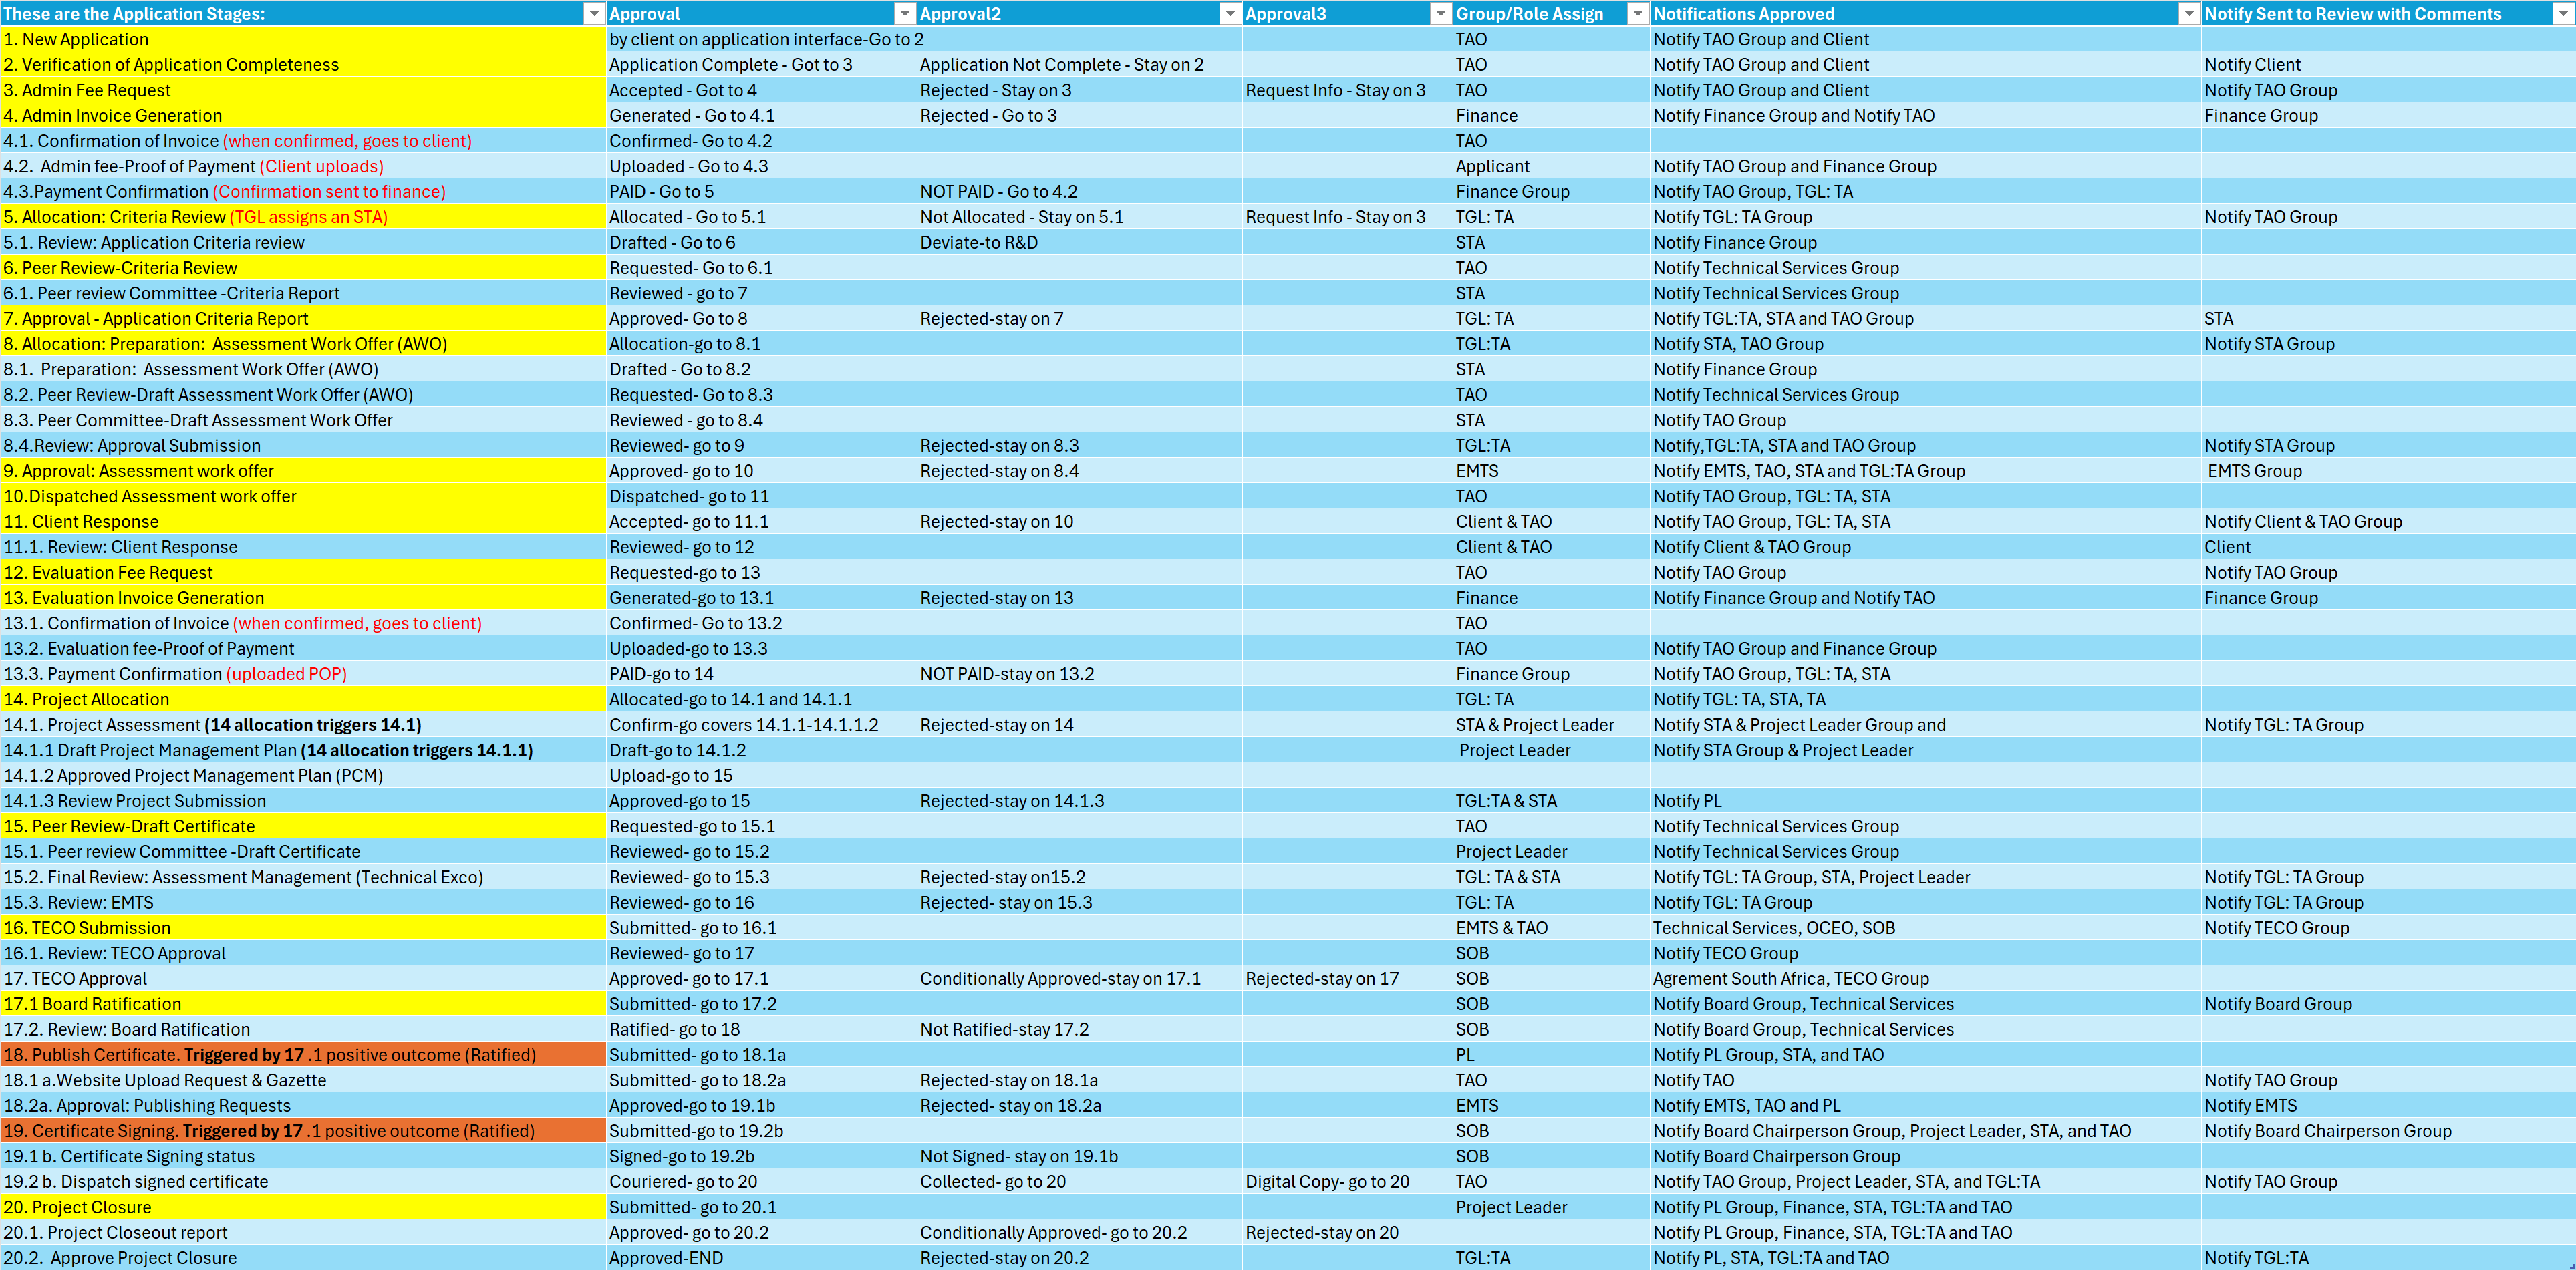 These are the Application Stages: Approval Approval2 Approval3 Group/Role Assign Notifications Approved Notify Sent to Review with Comments
1. New Application by client on application interface-Go to 2 TAO Notify TAO Group and Client
2. Verification of Application Completeness Application Complete - Got to 3 Application Not Complete - Stay on 2 TAO Notify TAO Group and Client Notify Client
3. Admin Fee Request Accepted - Got to 4 Rejected - Stay on 3 Request Info - Stay on 3 TAO Notify TAO Group and Client Notify TAO Group
4. Admin Invoice Generation Generated - Go to 4.1 Rejected - Go to 3 Finance Notify Finance Group and Notify TAO Finance Group
4.1. Confirmation of Invoice (when confirmed, goes to client) Confirmed- Go to 4.2 TAO
4.2. Admin fee-Proof of Payment (Client uploads) Uploaded - Go to 4.3 Applicant Notify TAO Group and Finance Group
4.3.Payment Confirmation (Confirmation sent to finance) PAID - Go to 5 NOT PAID - Go to 4.2 Finance Group Notify TAO Group, TGL: TA
5. Allocation: Criteria Review (TGL assigns an STA) Allocated - Go to 5.1 Not Allocated - Stay on 5.1 Request Info - Stay on 3 TGL: TA Notify TGL: TA Group Notify TAO Group
5.1. Review: Application Criteria review Drafted - Go to 6 Deviate-to R&D STA Notify Finance Group
6. Peer Review-Criteria Review Requested- Go to 6.1 TAO Notify Technical Services Group
6.1. Peer review Committee -Criteria Report Reviewed - go to 7 STA Notify Technical Services Group
7. Approval - Application Criteria Report Approved- Go to 8 Rejected-stay on 7 TGL: TA Notify TGL:TA, STA and TAO Group STA
8. Allocation: Preparation: Assessment Work Offer (AWO) Allocation-go to 8.1 TGL:TA Notify STA, TAO Group Notify STA Group
8.1. Preparation: Assessment Work Offer (AWO) Drafted - Go to 8.2 STA Notify Finance Group
8.2. Peer Review-Draft Assessment Work Offer (AWO) Requested- Go to 8.3 TAO Notify Technical Services Group
8.3. Peer Committee-Draft Assessment Work Offer Reviewed - go to 8.4 STA Notify TAO Group
8.4.Review: Approval Submission Reviewed- go to 9 Rejected-stay on 8.3 TGL:TA Notify,TGL:TA, STA and TAO Group Notify STA Group
9. Approval: Assessment work offer Approved- go to 10 Rejected-stay on 8.4 EMTS Notify EMTS, TAO, STA and TGL:TA Group EMTS Group
10.Dispatched Assessment work offer Dispatched- go to 11 TAO Notify TAO Group, TGL: TA, STA
11. Client Response Accepted- go to 11.1 Rejected-stay on 10 Client & TAO Notify TAO Group, TGL: TA, STA Notify Client & TAO Group
11.1. Review: Client Response Reviewed- go to 12 Client & TAO Notify Client & TAO Group Client
12. Evaluation Fee Request Requested-go to 13 TAO Notify TAO Group Notify TAO Group
13. Evaluation Invoice Generation Generated-go to 13.1 Rejected-stay on 13 Finance Notify Finance Group and Notify TAO Finance Group
13.1. Confirmation of Invoice (when confirmed, goes to client) Confirmed- Go to 13.2 TAO
13.2. Evaluation fee-Proof of Payment Uploaded-go to 13.3 TAO Notify TAO Group and Finance Group
13.3. Payment Confirmation (uploaded POP) PAID-go to 14 NOT PAID-stay on 13.2 Finance Group Notify TAO Group, TGL: TA, STA
14. Project Allocation Allocated-go to 14.1 and 14.1.1 TGL: TA Notify TGL: TA, STA, TA
14.1. Project Assessment (14 allocation triggers 14.1) Confirm-go covers 14.1.1-14.1.1.2 Rejected-stay on 14 STA & Project Leader Notify STA & Project Leader Group and Notify TGL: TA Group
14.1.1 Draft Project Management Plan (14 allocation triggers 14.1.1) Draft-go to 14.1.2 Project Leader Notify STA Group & Project Leader
14.1.2 Approved Project Management Plan (PCM) Upload-go to 15
14.1.3 Review Project Submission Approved-go to 15 Rejected-stay on 14.1.3 TGL:TA & STA Notify PL
15. Peer Review-Draft Certificate Requested-go to 15.1 TAO Notify Technical Services Group
15.1. Peer review Committee -Draft Certificate Reviewed- go to 15.2 Project Leader Notify Technical Services Group
15.2. Final Review: Assessment Management (Technical Exco) Reviewed- go to 15.3 Rejected-stay on15.2 TGL: TA & STA Notify TGL: TA Group, STA, Project Leader Notify TGL: TA Group
15.3. Review: EMTS Reviewed- go to 16 Rejected- stay on 15.3 TGL: TA Notify TGL: TA Group Notify TGL: TA Group
16. TECO Submission Submitted- go to 16.1 EMTS & TAO Technical Services, OCEO, SOB Notify TECO Group
16.1. Review: TECO Approval Reviewed- go to 17 SOB Notify TECO Group
17. TECO Approval Approved- go to 17.1 Conditionally Approved-stay on 17.1 Rejected-stay on 17 SOB Agrement South Africa, TECO Group
17.1 Board Ratification Submitted- go to 17.2 SOB Notify Board Group, Technical Services Notify Board Group
17.2. Review: Board Ratification Ratified- go to 18 Not Ratified-stay 17.2 SOB Notify Board Group, Technical Services
18. Publish Certificate. Triggered by 17 .1 positive outcome (Ratified) Submitted- go to 18.1a PL Notify PL Group, STA, and TAO
18.1 a.Website Upload Request & Gazette Submitted- go to 18.2a Rejected-stay on 18.1a TAO Notify TAO Notify TAO Group
18.2a. Approval: Publishing Requests Approved-go to 19.1b Rejected- stay on 18.2a EMTS Notify EMTS, TAO and PL Notify EMTS
19. Certificate Signing. Triggered by 17 .1 positive outcome (Ratified) Submitted-go to 19.2b SOB Notify Board Chairperson Group, Project Leader, STA, and TAO Notify Board Chairperson Group
19.1 b. Certificate Signing status Signed-go to 19.2b Not Signed- stay on 19.1b SOB Notify Board Chairperson Group
19.2 b. Dispatch signed certificate Couriered- go to 20 Collected- go to 20 Digital Copy- go to 20 TAO Notify TAO Group, Project Leader, STA, and TGL:TA Notify TAO Group
20. Project Closure Submitted- go to 20.1 Project Leader Notify PL Group, Finance, STA, TGL:TA and TAO
20.1. Project Closeout report Approved- go to 20.2 Conditionally Approved- go to 20.2 Rejected-stay on 20 Notify PL Group, Finance, STA, TGL:TA and TAO
20.2. Approve Project Closure Approved-END Rejected-stay on 20.2 TGL:TA Notify PL, STA, TGL:TA and TAO Notify TGL:TA